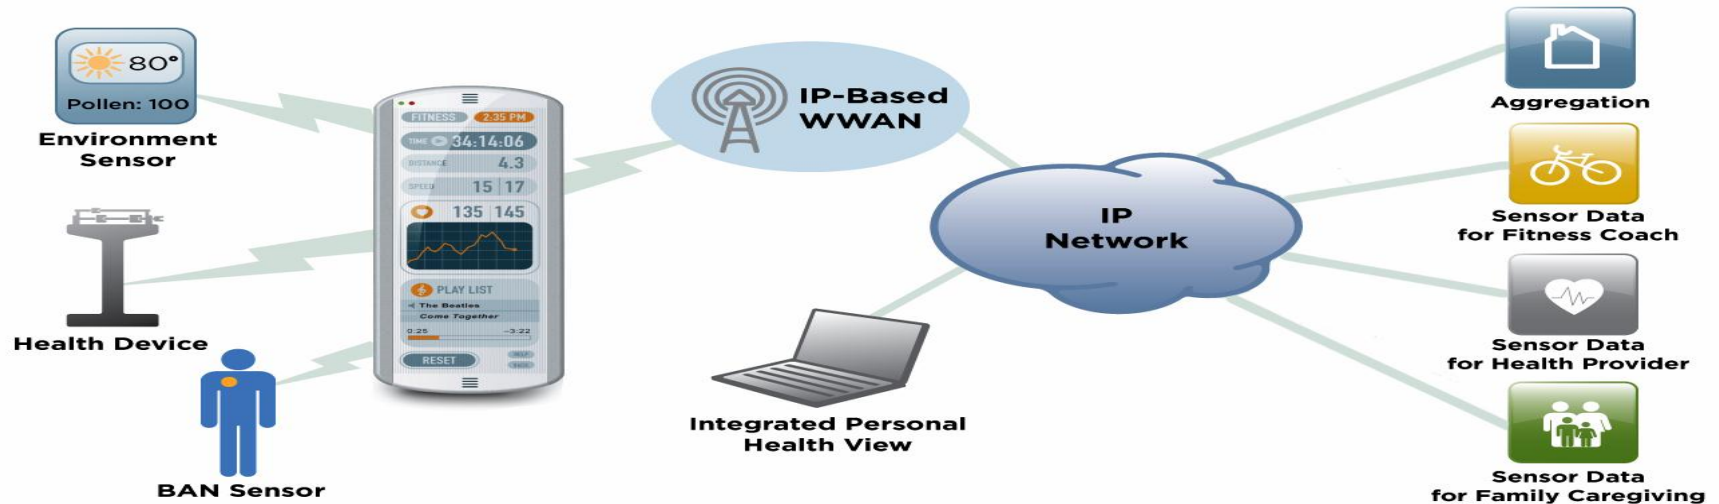 80°
Pollen: 100
Environment
Sensor
Health Device
BAN Sensor
FITNESS 2:35 PM
TIME 34:14:06
DISTANCE 4.3
SPEED 15 17
135 145
PLAY LIST
The Beatles
Come Together
0:25 -3:22
RESET
IP-Based
WWAN
IP
Network
Integrated Personal
Health View
Aggregation
Sensor Data
for Fitness Coach
Sensor Data
for Health Provider
Sensor Data
for Family Caregiving